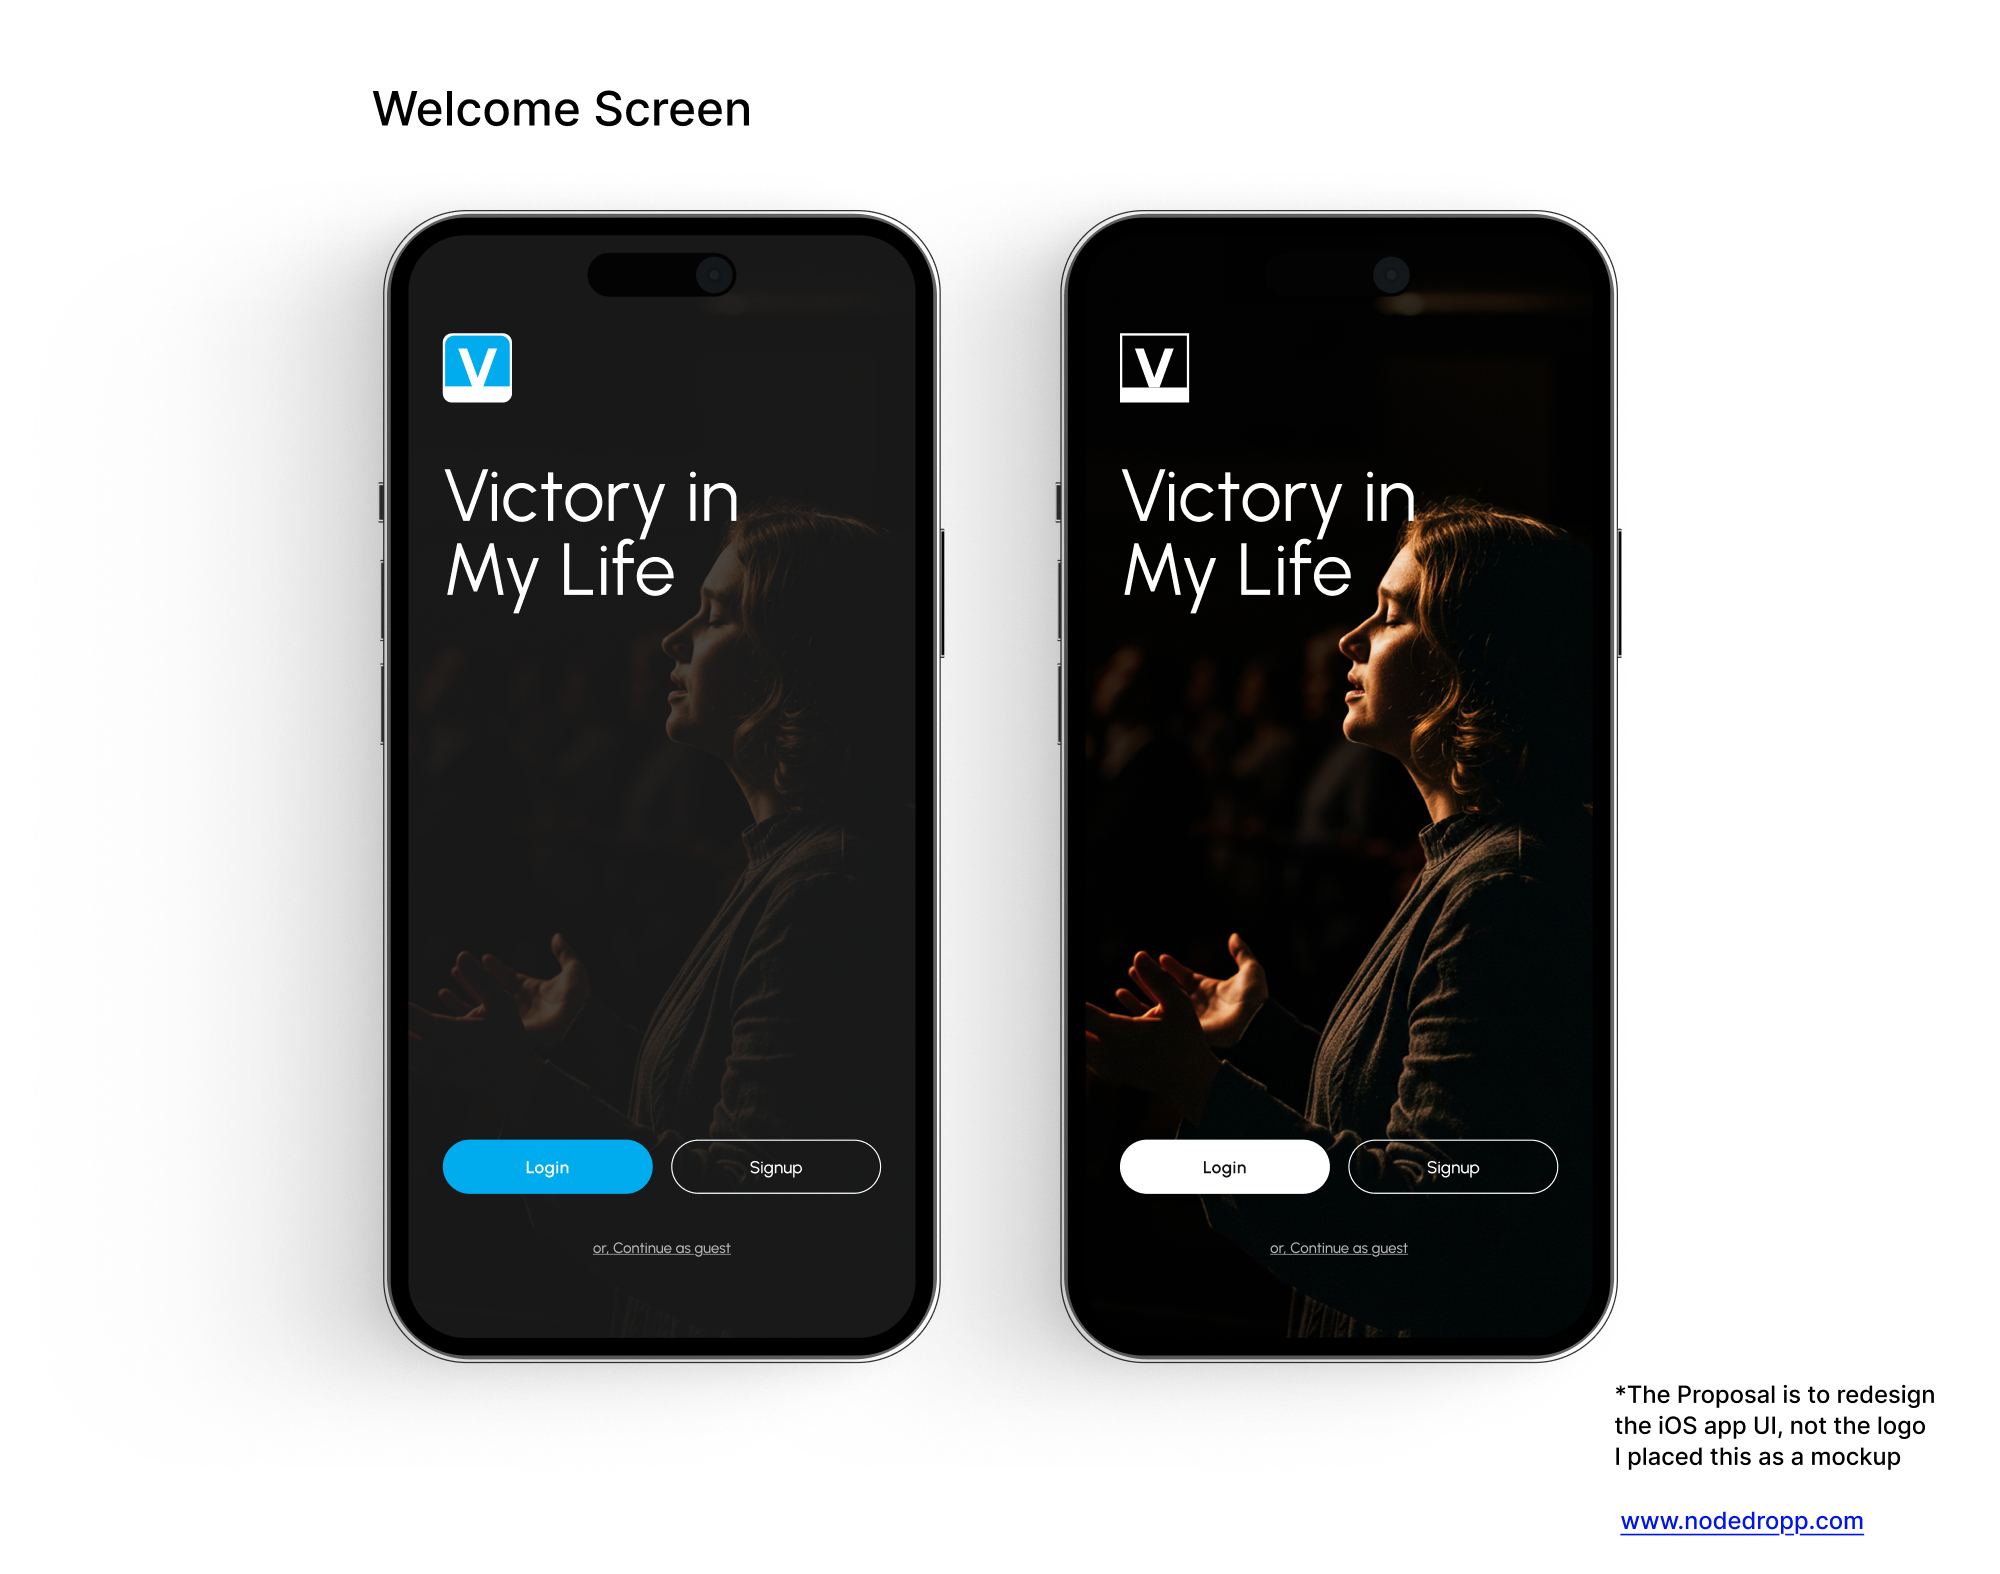 Welcome Screen
V
Victory in
My Life
Login
Signup
or, Continue as guest
V
Victory in
My Life
Login
Signup
or, Continue as guest
*The Proposal is to redesign
the iOS app UI, not the logo
I placed this as a mockup
www.nodedropp.com